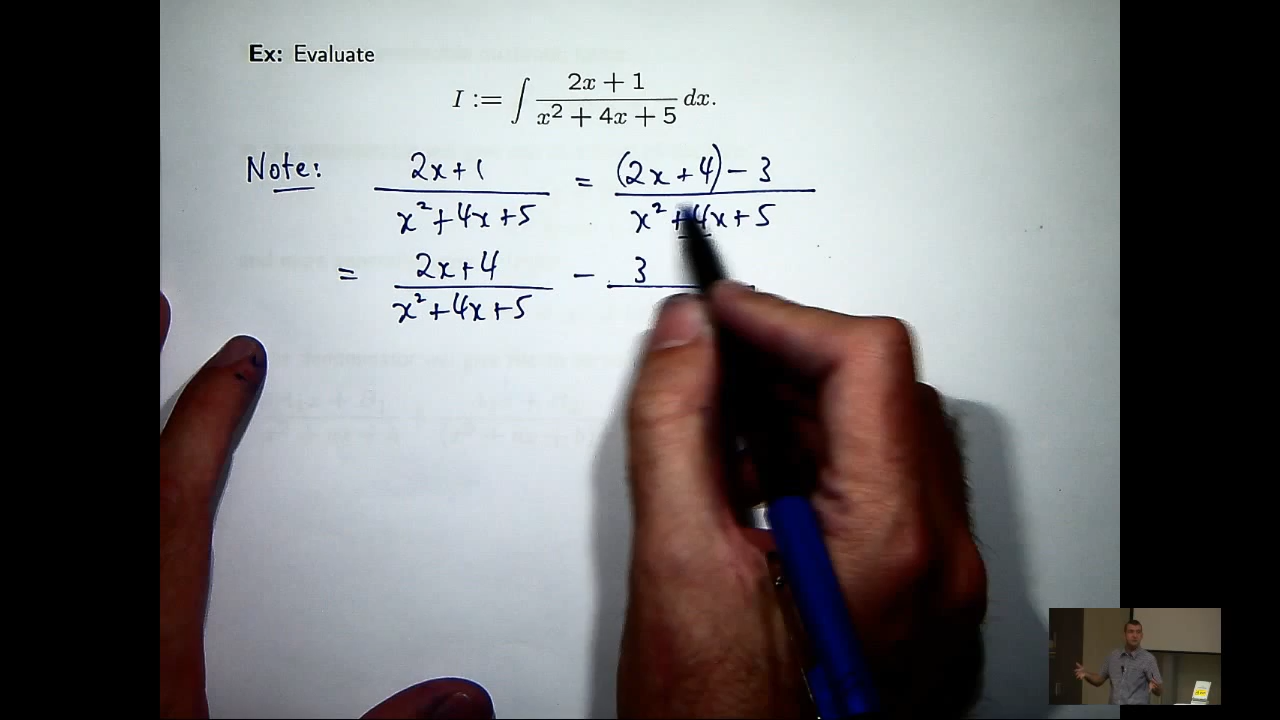 Ex: Evaluate
I := ∫ (2x + 1)/(x² + 4x + 5) dx.
Note: (2x+1)/(x²+4x+5) = ((2x+4)-3)/(x²+4x+5)
= (2x+4)/(x²+4x+5) - 3